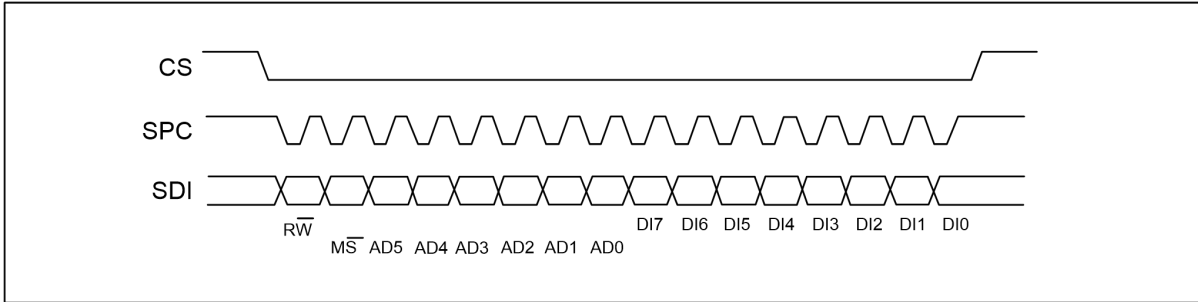 CS
SPC
SDI
RW̅ DI7 DI6 DI5 DI4 DI3 DI2 DI1 DI0
MS̅ AD5 AD4 AD3 AD2 AD1 AD0